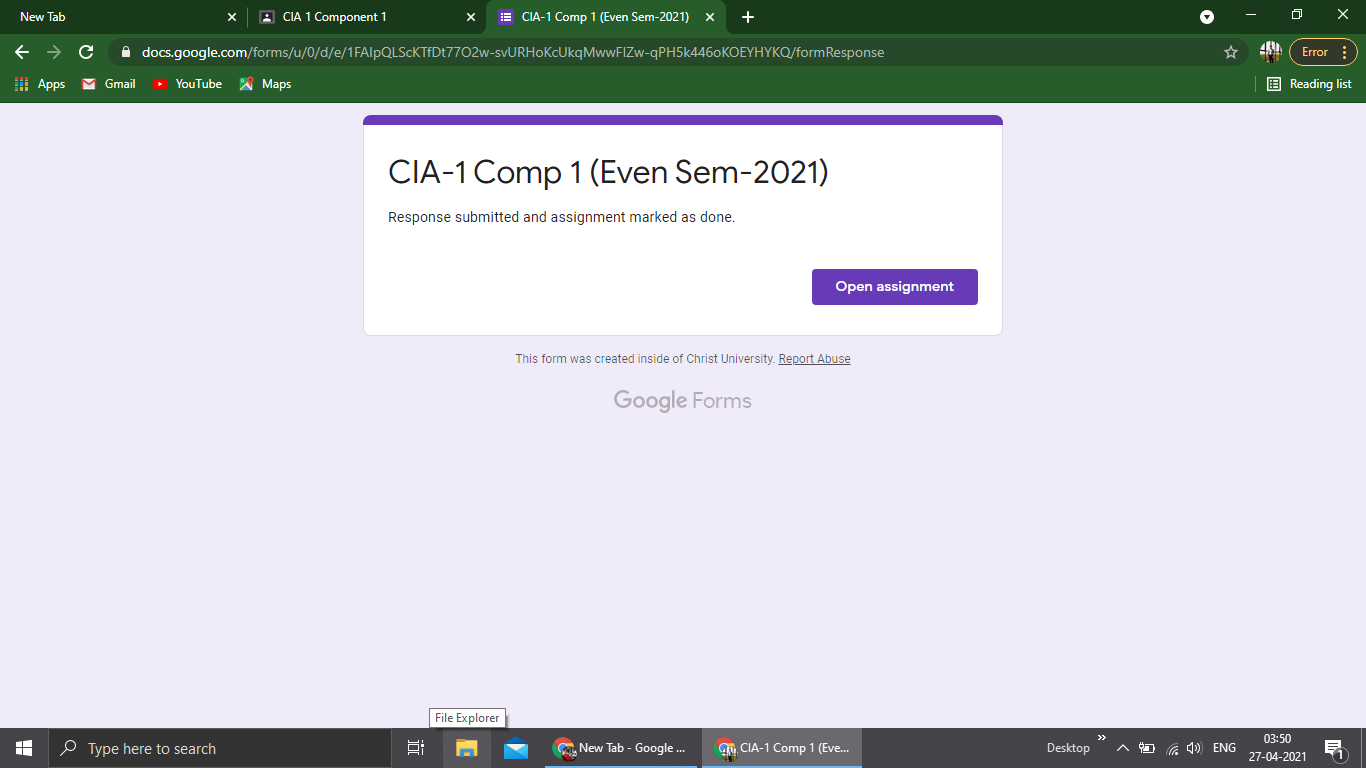 New Tab
CIA 1 Component 1
CIA-1 Comp 1 (Even Sem-2021)
docs.google.com/forms/u/0/d/e/1FAIpQLScKTfDt77O2w-svURHoKcUkqMwwFIZw-qPH5k446oKOEYHYKQ/formResponse
Error
Apps
Gmail
YouTube
Maps
Reading list
CIA-1 Comp 1 (Even Sem-2021)
Response submitted and assignment marked as done.
Open assignment
This form was created inside of Christ University. Report Abuse
Google Forms
File Explorer
Type here to search
New Tab - Google ...
CIA-1 Comp 1 (Eve...
Desktop
ENG
03:50
27-04-2021
1